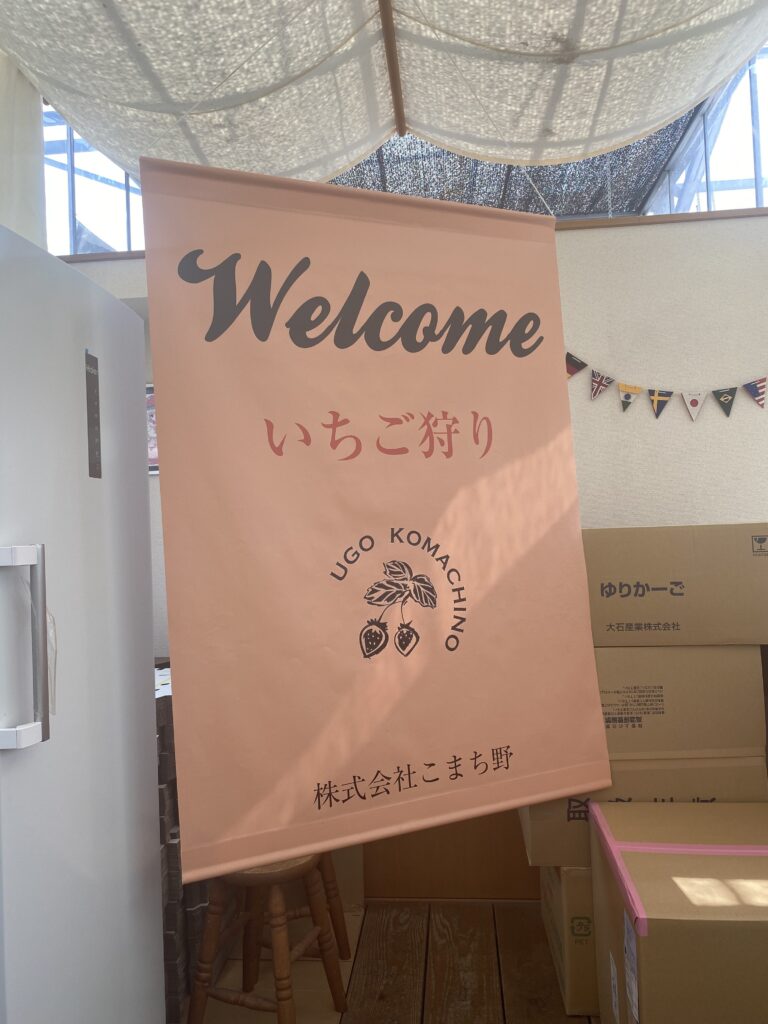 Welcome
いちご狩り
UGO KOMACHINO
株式会社こまち野
ゆりかーご
大石産業株式会社
PET